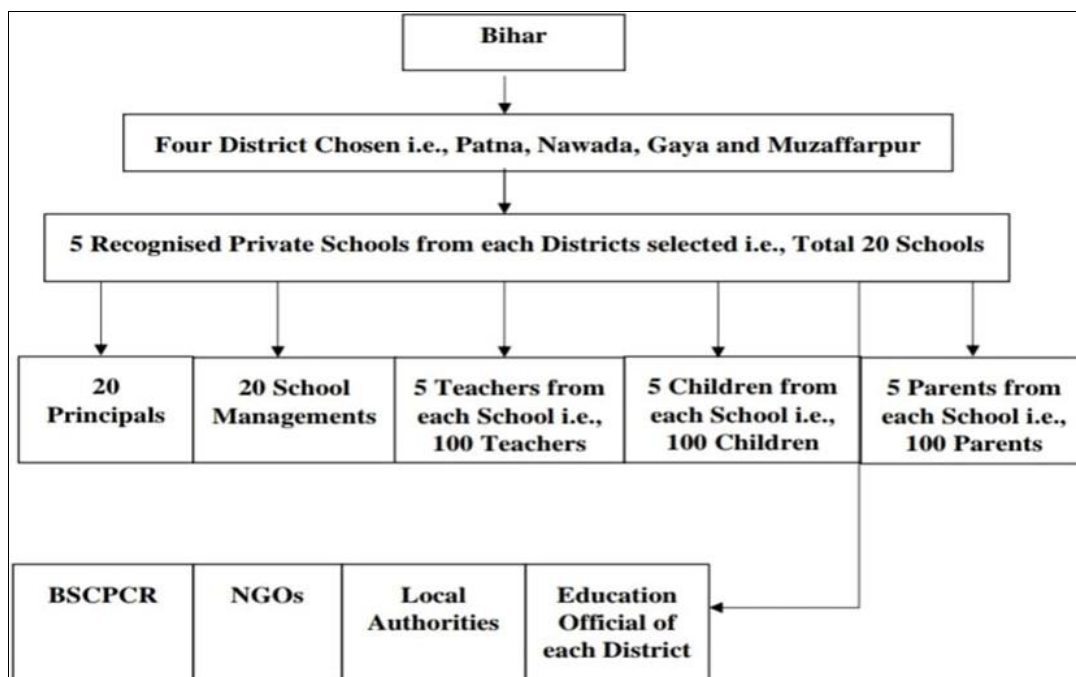 Bihar
Four District Chosen i.e., Patna, Nawada, Gaya and Muzaffarpur
5 Recognised Private Schools from each Districts selected i.e., Total 20 Schools
20
Principals
20 School
Managements
5 Teachers from
each School i.e.,
100 Teachers
5 Children from
each School i.e.,
100 Children
5 Parents from
each School i.e.,
100 Parents
BSCPCR
NGOs
Local
Authorities
Education
Official of
each District